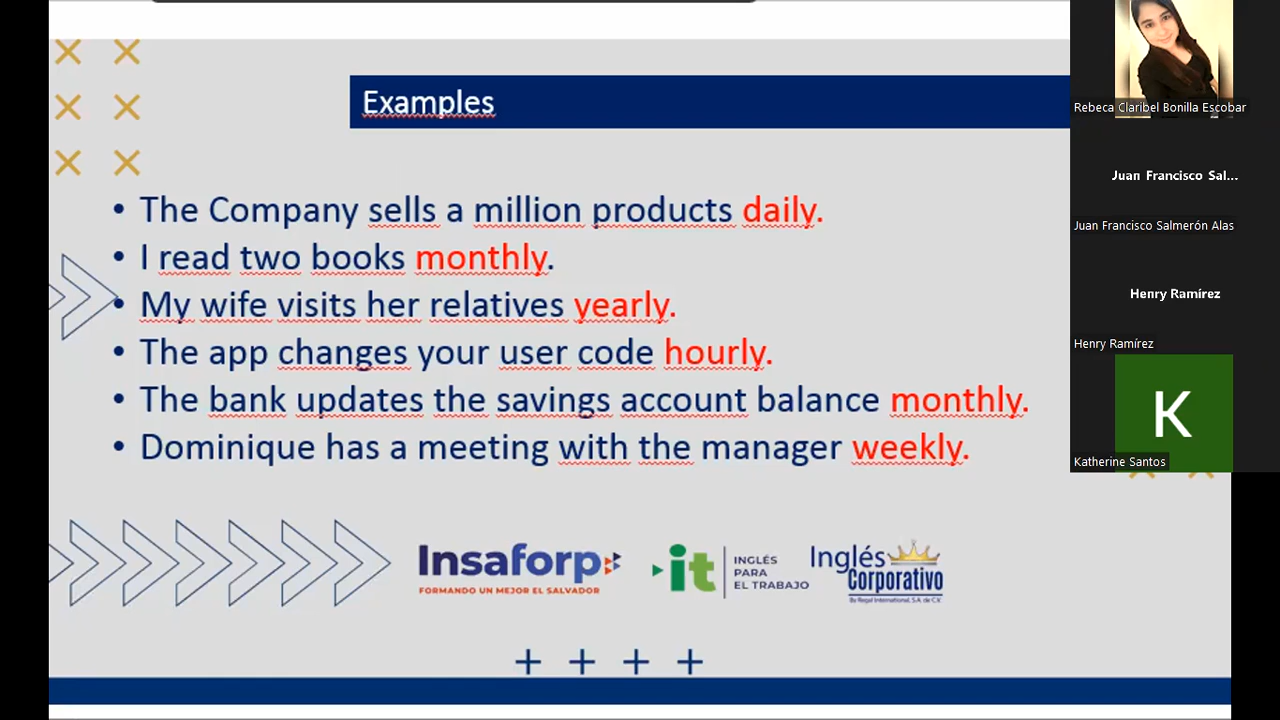 Examples
• The Company sells a million products daily.
• I read two books monthly.
• My wife visits her relatives yearly.
• The app changes your user code hourly.
• The bank updates the savings account balance monthly.
• Dominique has a meeting with the manager weekly.
Insaforp
FORMANDO UN MEJOR EL SALVADOR
it
INGLÉS
PARA
EL TRABAJO
Inglés
Corporativo
By Regal International, S.A. de C.V.
Rebeca Claribel Bonilla Escobar
Juan Francisco Sal...
Juan Francisco Salmerón Alas
Henry Ramírez
Henry Ramírez
K
Katherine Santos